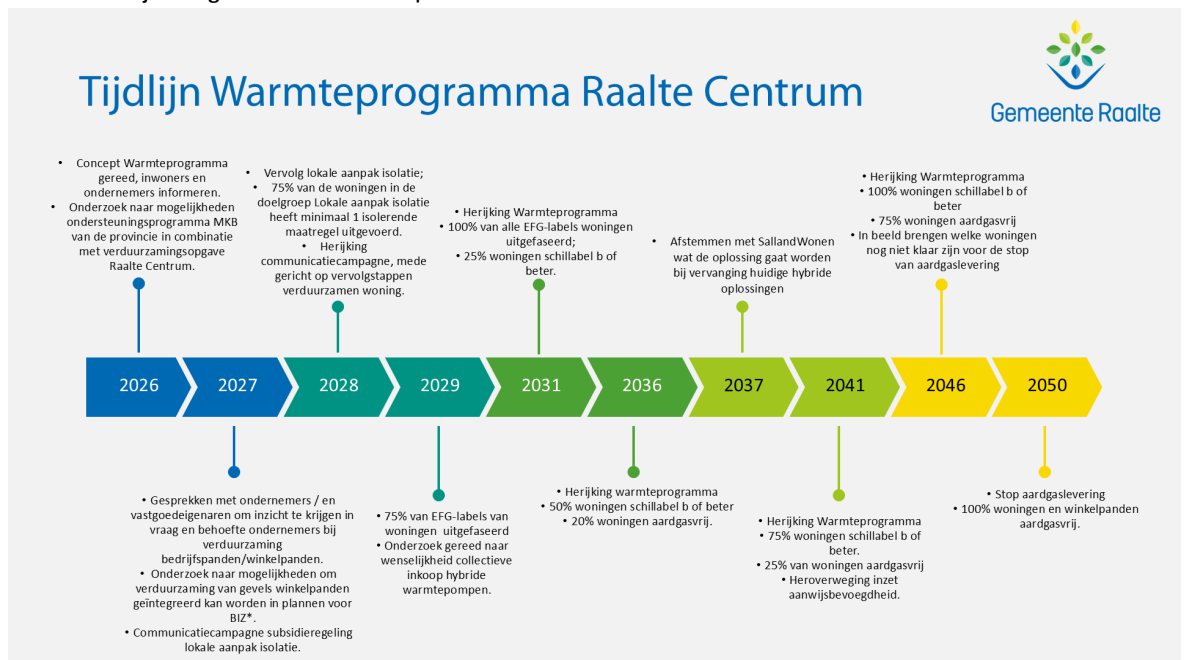 Tijdlijn Warmteprogramma Raalte Centrum
Gemeente Raalte
• Concept Warmteprogramma
gereed, inwoners en
ondernemers informeren.
• Onderzoek naar mogelijkheden
ondersteuningsprogramma MKB
van de provincie in combinatie
met verduurzamingsopgave
Raalte Centrum.
• Vervolg lokale aanpak isolatie;
• 75% van de woningen in de
doelgroep Lokale aanpak isolatie
heeft minimaal 1 isolerende
maatregel uitgevoerd.
• Herijking
communicatiecampagne, mede
gericht op vervolgstappen
verduurzamen woning.
• Herijking Warmteprogramma
• 100% van alle EFG-labels woningen
uitgefaseerd;
• 25% woningen schillabel b of
beter.
• Afstemmen met SallandWonen
wat de oplossing gaat worden
bij vervanging huidige hybride
oplossingen
• Herijking Warmteprogramma
• 100% woningen schillabel b of
beter
• 75% woningen aardgasvrij
• In beeld brengen welke woningen
nog niet klaar zijn voor de stop
van aardgaslevering
2026
2027
2028
2029
2031
2036
2037
2041
2046
2050
• Gesprekken met ondernemers / en
vastgoedeigenaren om inzicht te krijgen in
vraag en behoefte ondernemers bij
verduurzaming
bedrijfspanden/winkelpanden.
• Onderzoek naar mogelijkheden om
verduurzaming van gevels winkelpanden
geïntegreerd kan worden in plannen voor
BIZ*.
• Communicatiecampagne subsidieregeling
lokale aanpak isolatie.
• 75% van EFG-labels van
woningen uitgefaseerd
• Onderzoek gereed naar
wenselijkheid collectieve
inkoop hybride
warmtepompen.
• Herijking warmteprogramma
• 50% woningen schillabel b of beter
• 20% woningen aardgasvrij.
• Herijking Warmteprogramma
• 75% woningen schillabel b of
beter.
• 25% van woningen aardgasvrij
• Heroverweging inzet
aanwijsbevoegdheid.
• Stop aardgaslevering
• 100% woningen en winkelpanden
aardgasvrij.